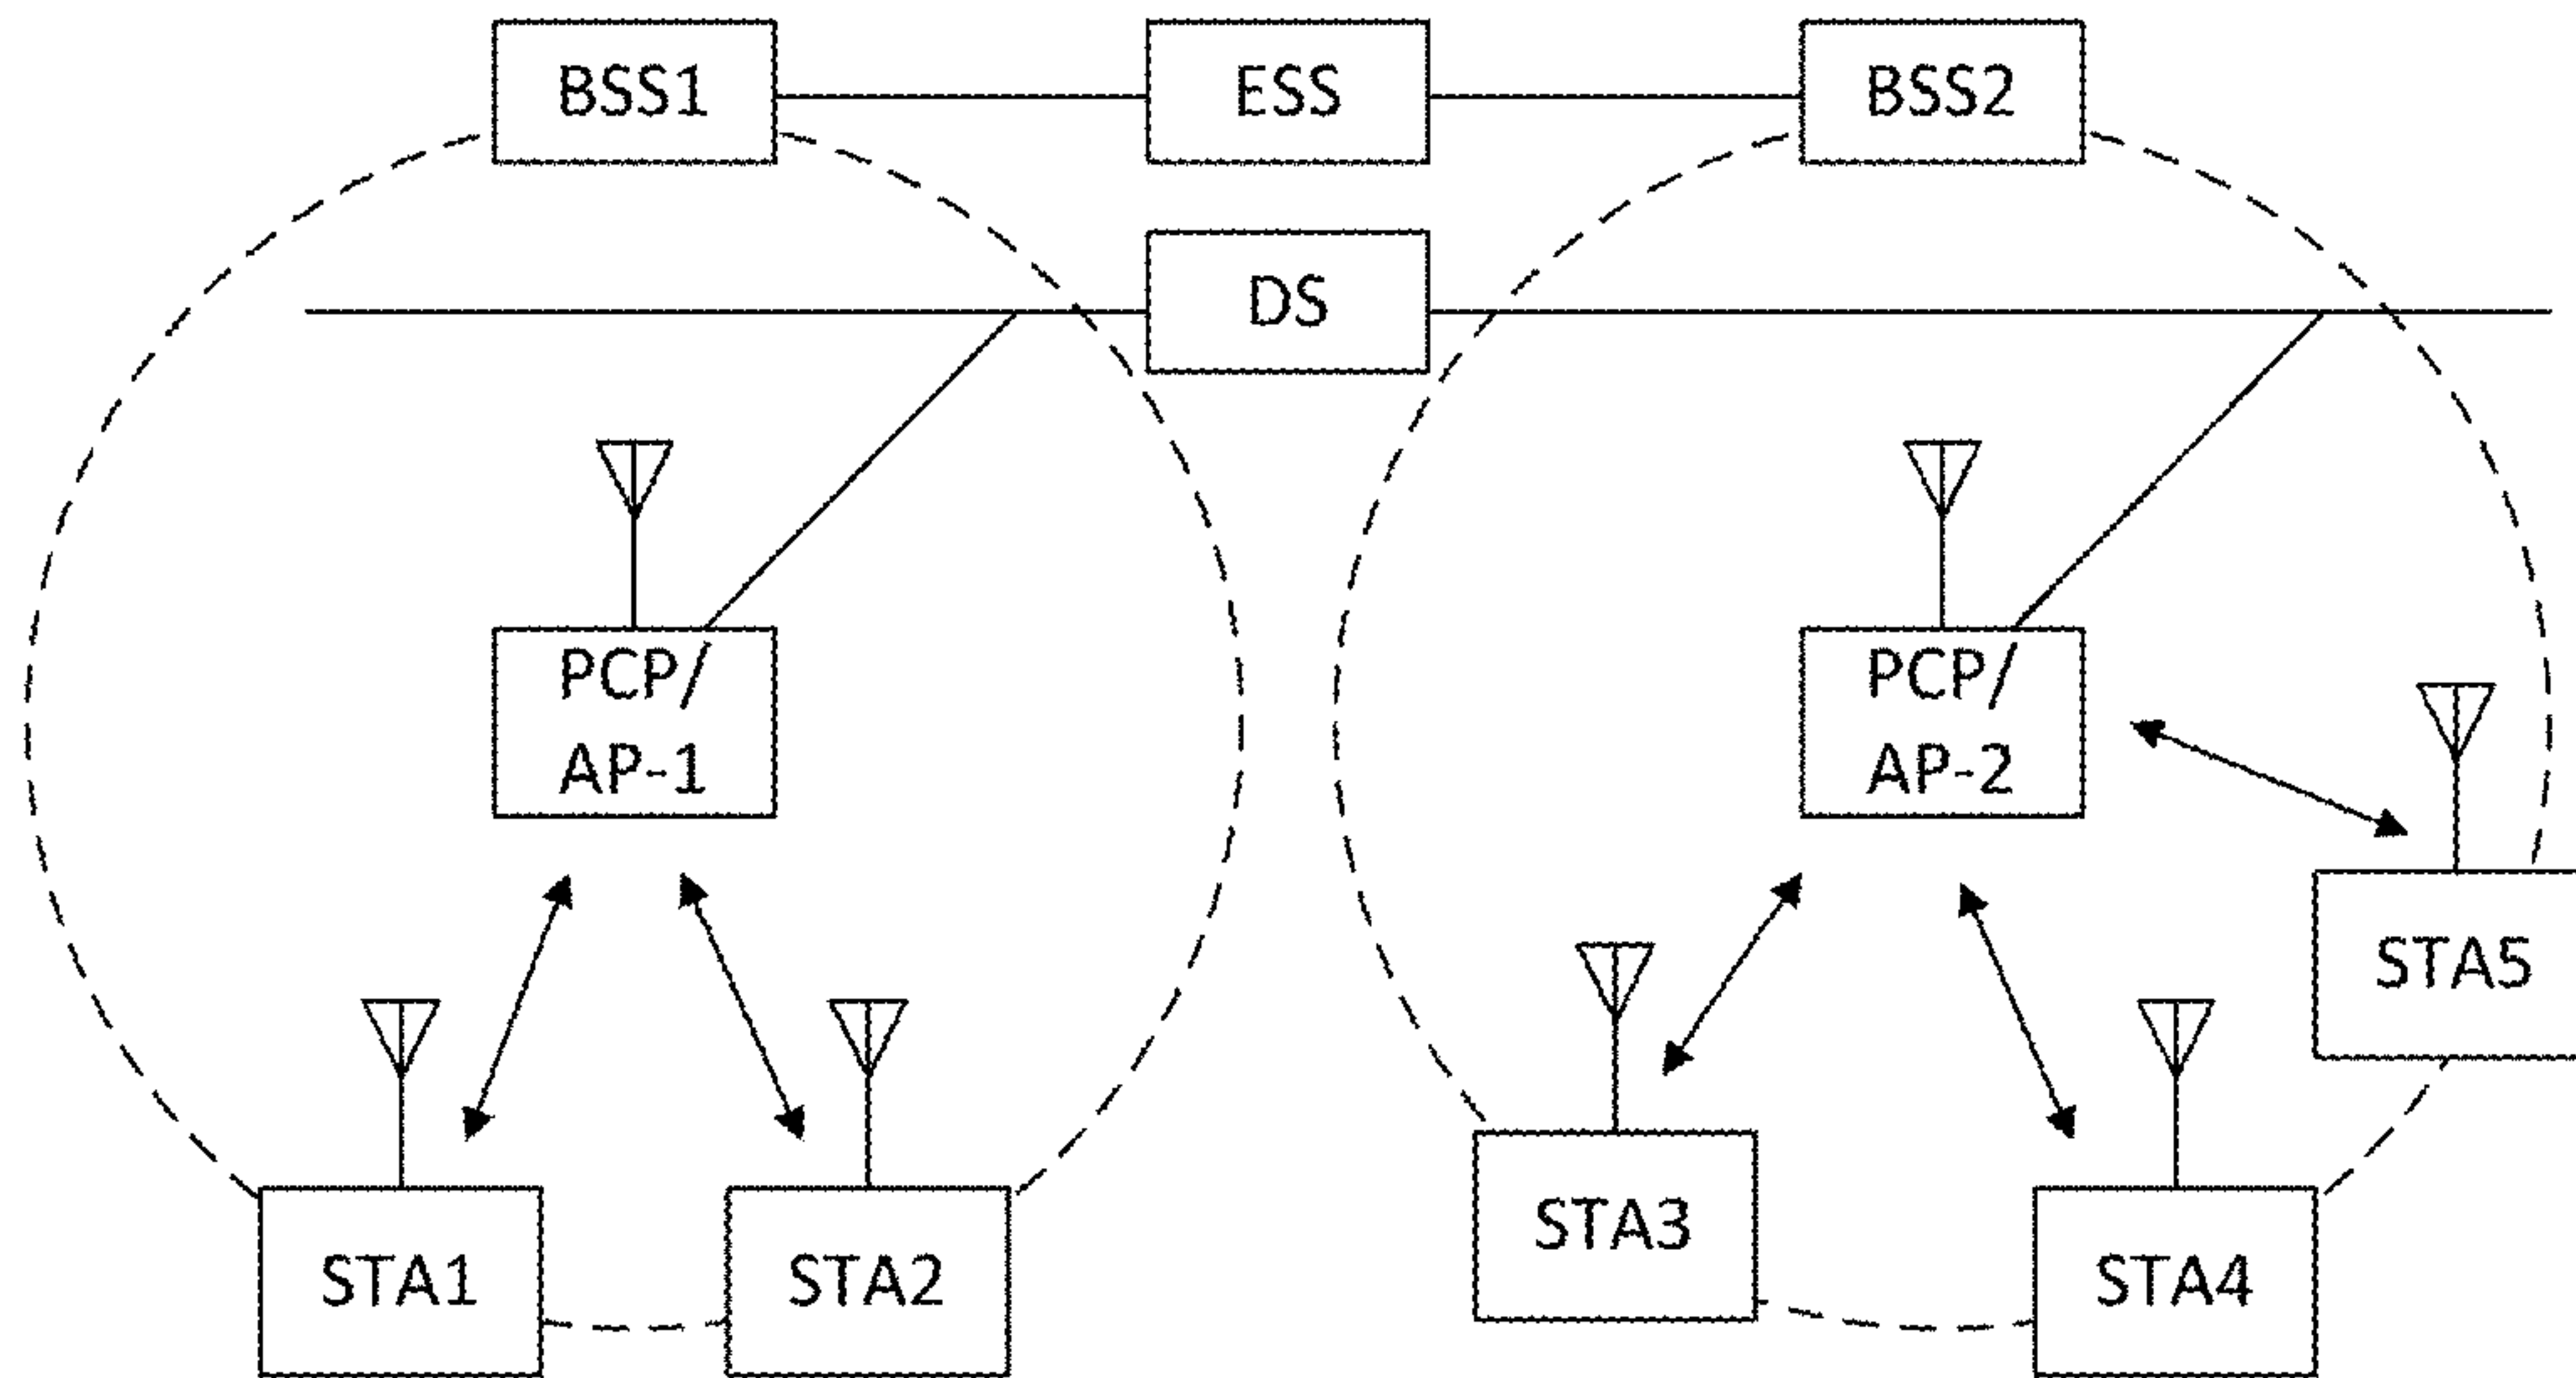 BSS1
ESS
BSS2
DS
PCP/
AP-1
PCP/
AP-2
STA5
STA3
STA1
STA2
STA4